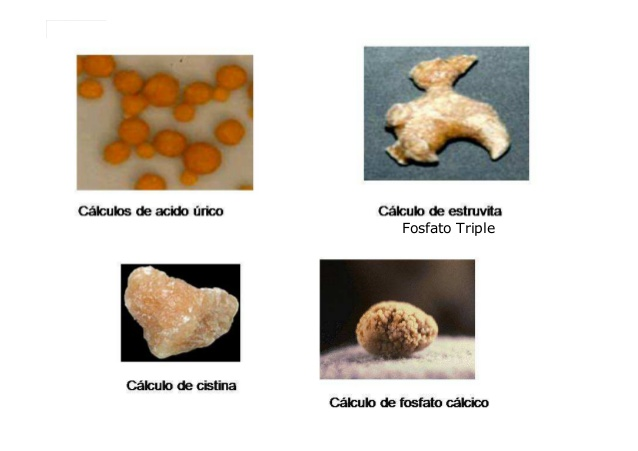 Cálculos de acido úrico
Cálculo de estruvita
Fosfato Triple
Cálculo de cistina
Cálculo de fosfato cálcico